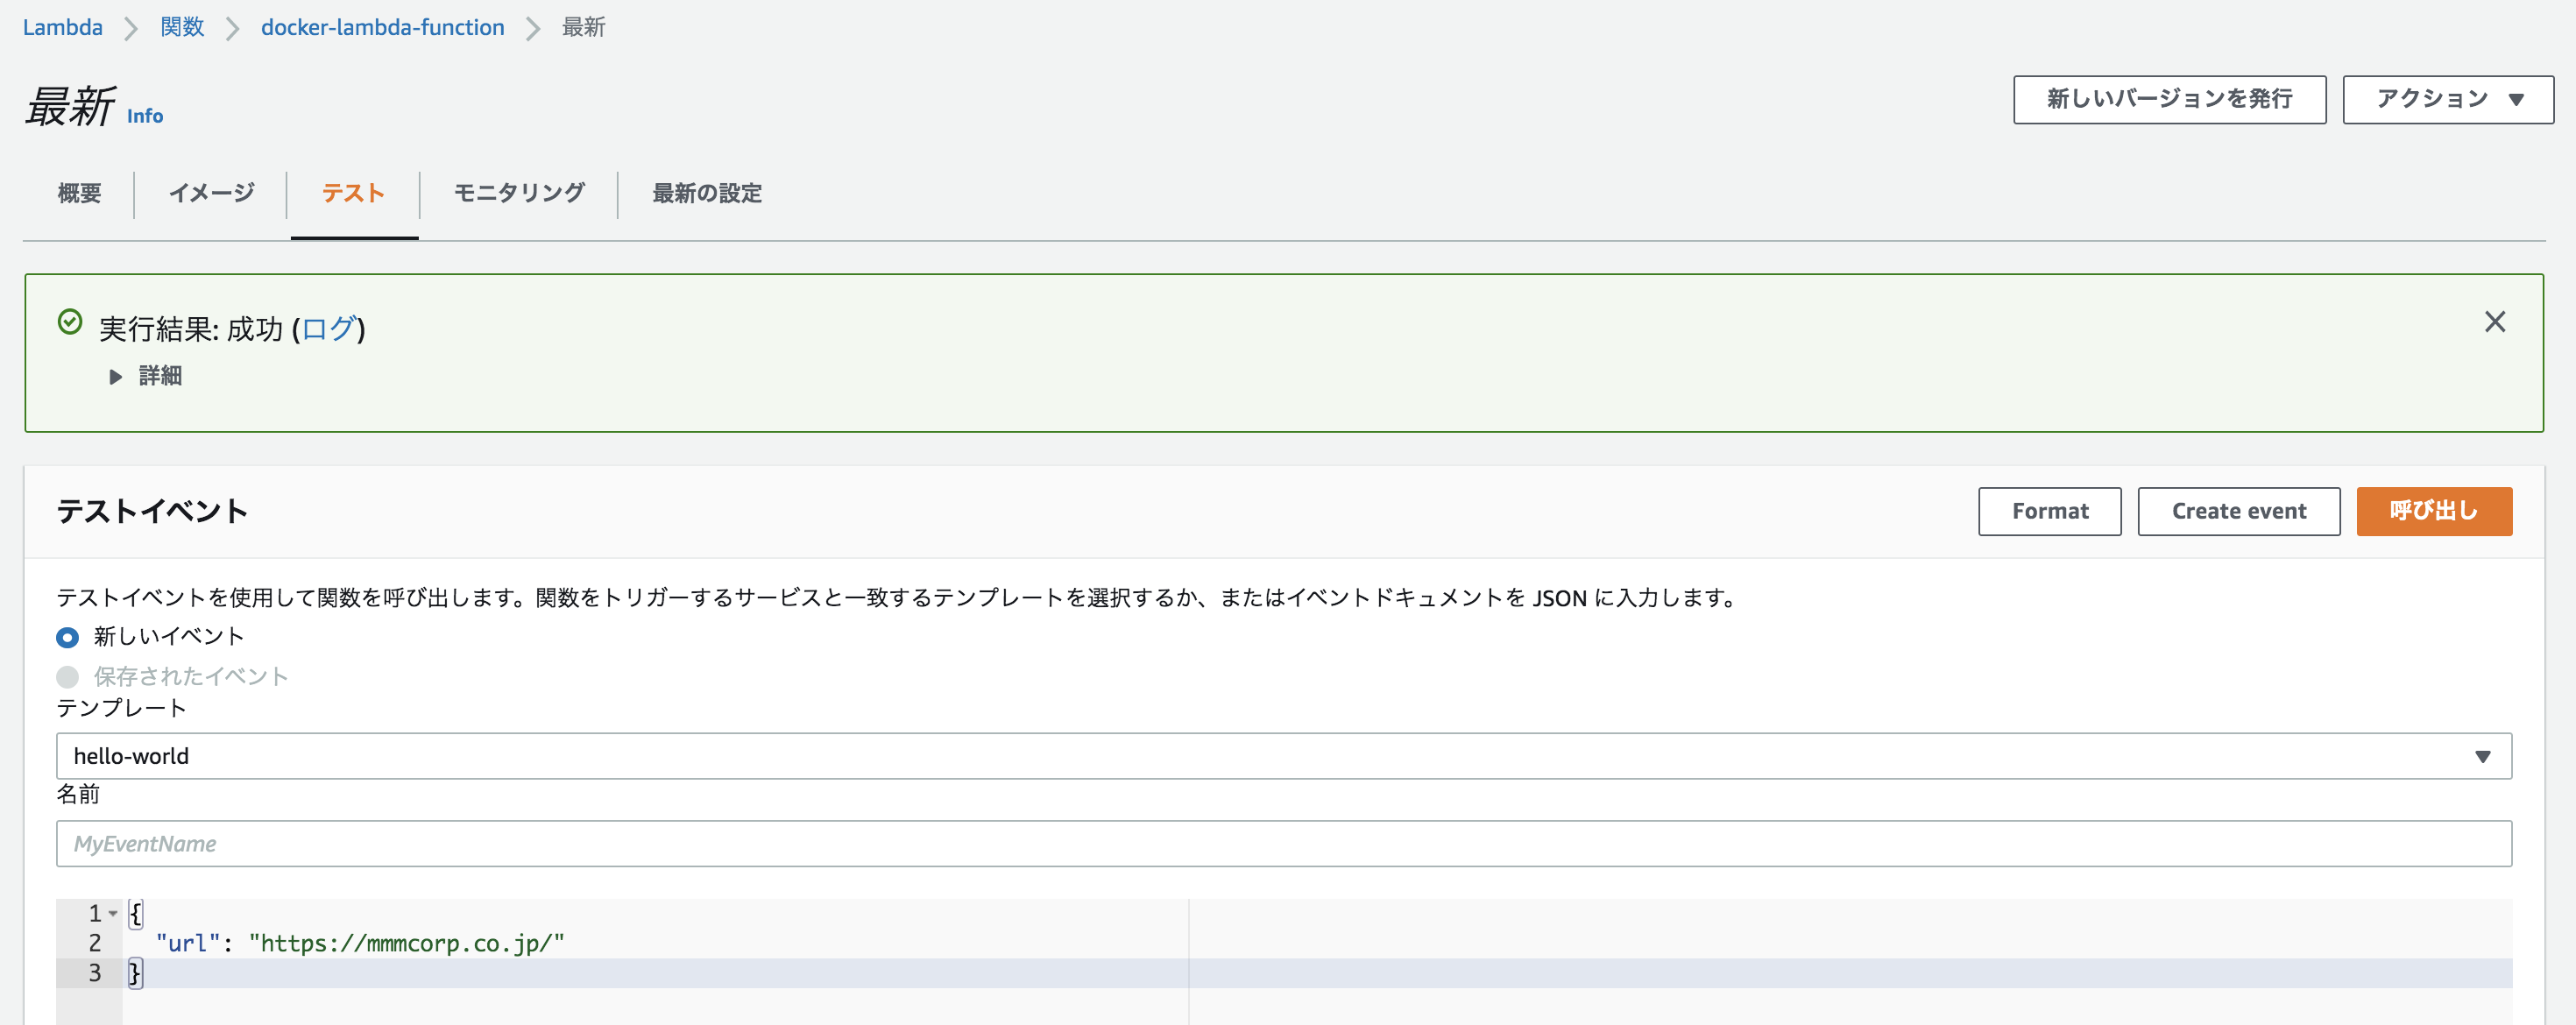 Lambda 関数 docker-lambda-function 最新
最新 Info
新しいバージョンを発行 アクション
概要 イメージ テスト モニタリング 最新の設定
実行結果: 成功 (ログ)
詳細
テストイベント
Format Create event 呼び出し
テストイベントを使用して関数を呼び出します。関数をトリガーするサービスと一致するテンプレートを選択するか、またはイベントドキュメントを JSON に入力します。
新しいイベント
保存されたイベント
テンプレート
hello-world
名前
MyEventName
1 {
2 "url": "https://mmmcorp.co.jp/"
3 }